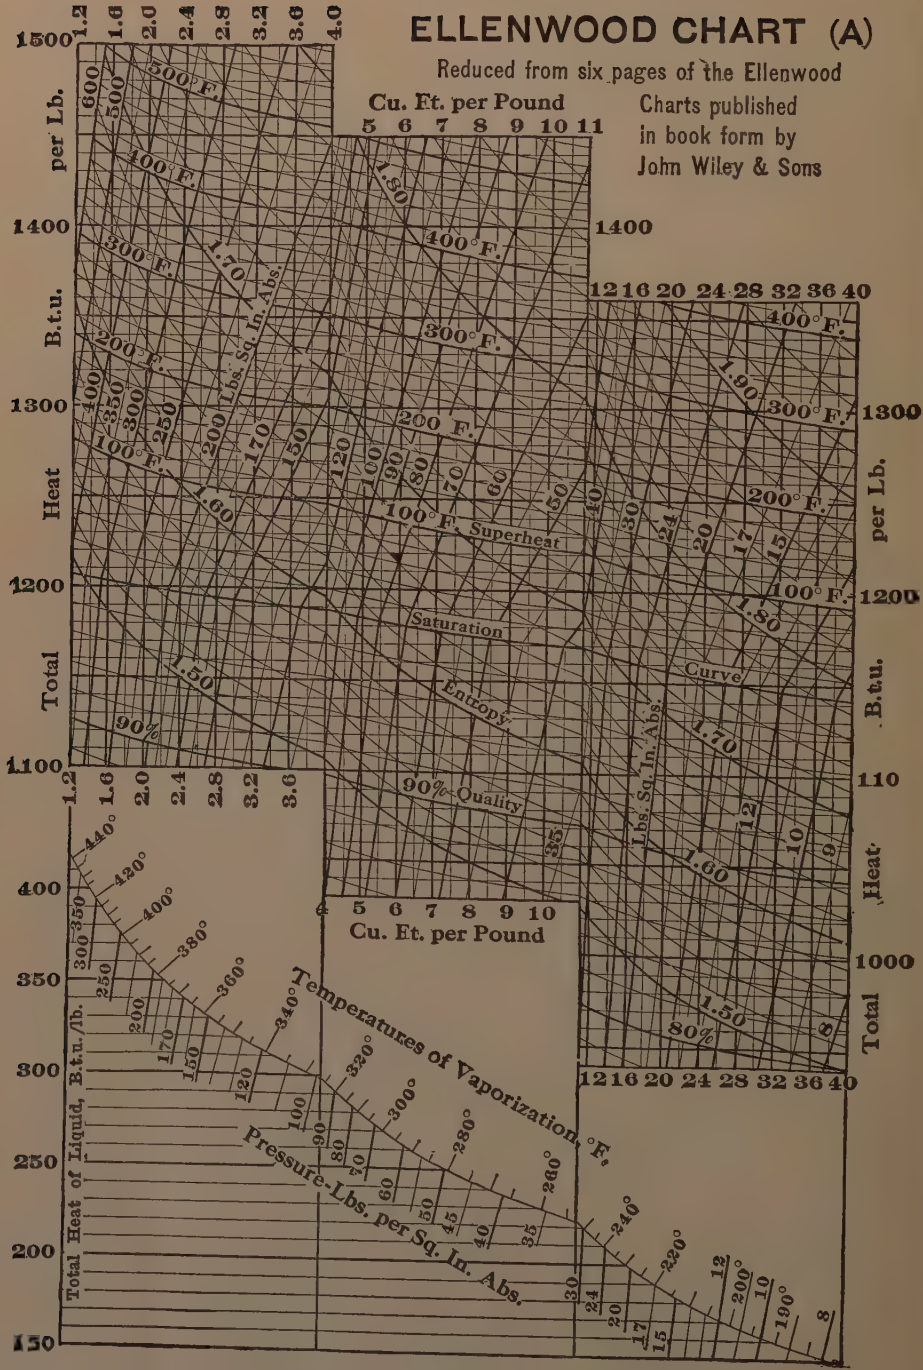 ELLENWOOD CHART (A)
Reduced from six pages of the Ellenwood
Charts published
in book form by
John Wiley & Sons
1.2 1.6 2.0 2.4 2.8 3.2 3.6 4.0
1500
600
500
500°F.
per Lb.
Cu. Ft. per Pound
5 6 7 8 9 10 11
400°F.
1.80
1400
1400
300°F.
1.70
400°F.
B.t.u.
12 16 20 24 28 32 36 40
400°F.
200°F.
300°F.
1.90
1300
300°F.
1300
400
350
300
250
200 Lbs. Sq. In. Abs.
170
150
120
100
90
80
70
60
50
40
30
24
20
17
15
200°F.
200°F.
100°F.
Heat
1.60
100°F. Superheat
per Lb.
1200
100°F.
1200
1.80
Saturation
Curve
Total
1.50
Entropy
B.t.u.
90%
Lbs. Sq. In. Abs.
1.70
1.100
110
1.2 1.6 2.0 2.4 2.8 3.2 3.6
90% Quality
35
12
10
9
1.60
Heat
4 5 6 7 8 9 10
Cu. Ft. per Pound
1000
1.50
80%
8
Total
12 16 20 24 28 32 36 40
440°
420°
400°
380°
360°
340°
320°
300°
280°
260°
240°
220°
200°
190°
Temperatures of Vaporization, °F.
400
350
300
250
200
150
Total Heat of Liquid, B.t.u./lb.
350
300
250
200
170
150
120
100
90
80
70
60
50
45
40
35
30
24
20
17
15
12
10
8
Pressure-Lbs. per Sq. In. Abs.